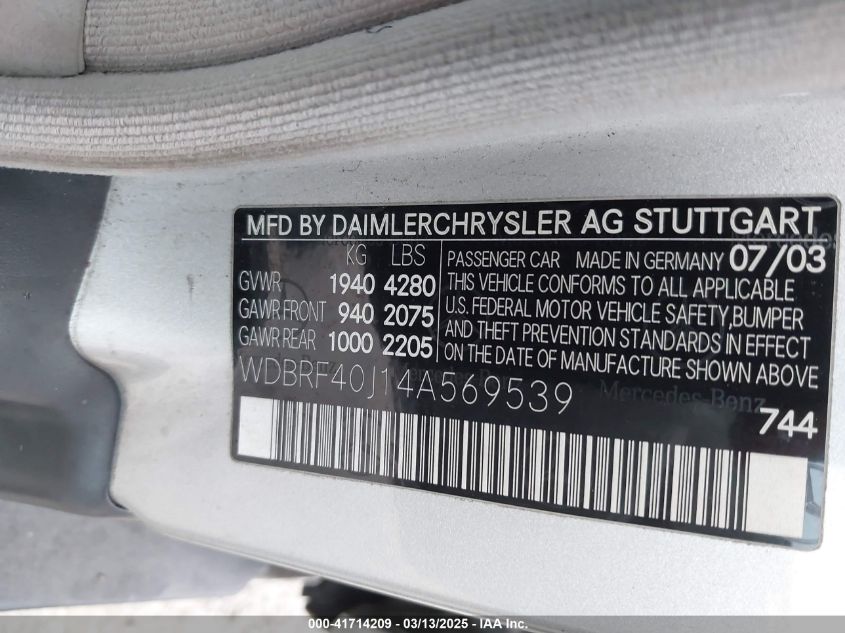 MFD BY DAIMLERCHRYSLER AG STUTTGART
KG LBS
GVWR 1940 4280
GAWR FRONT 940 2075
GAWR REAR 1000 2205
PASSENGER CAR MADE IN GERMANY 07/03
THIS VEHICLE CONFORMS TO ALL APPLICABLE
U.S. FEDERAL MOTOR VEHICLE SAFETY,BUMPER
AND THEFT PREVENTION STANDARDS IN EFFECT
ON THE DATE OF MANUFACTURE SHOWN ABOVE
WDBRF40J14A569539
Mercedes-Benz
744
000-41714209 - 03/13/2025 - IAA Inc.